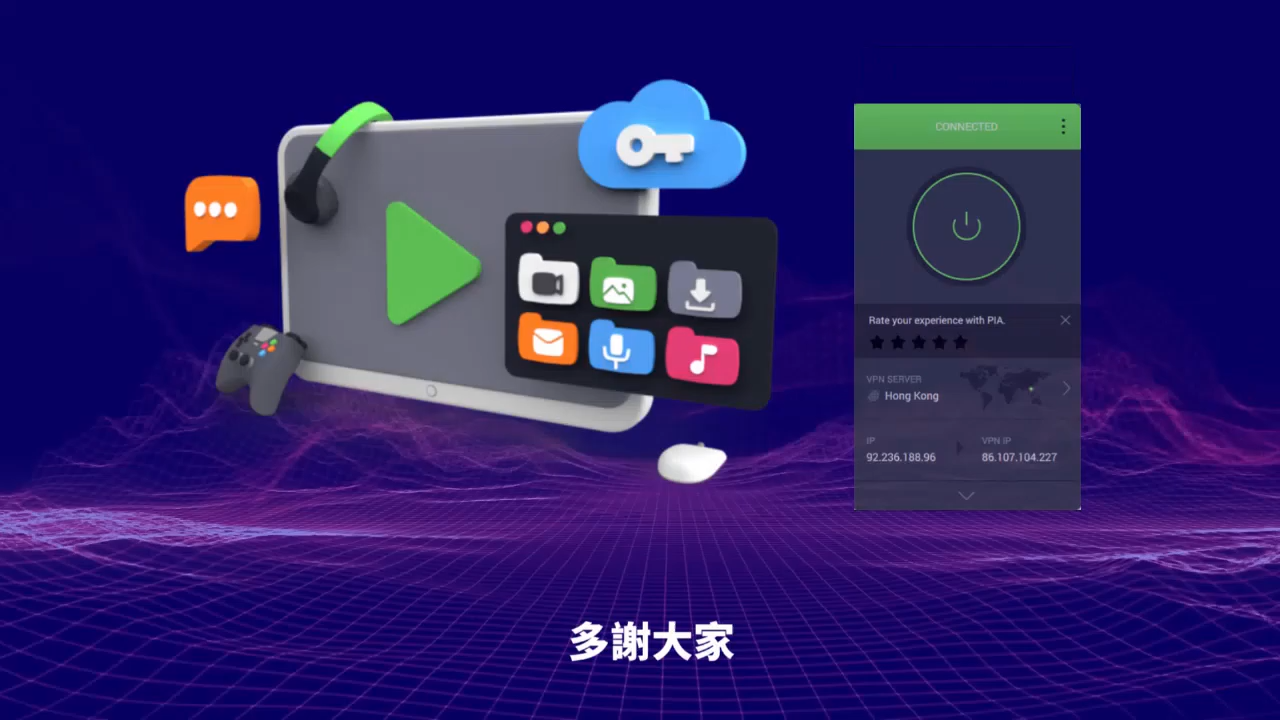 CONNECTED
Rate your experience with PIA.
VPN SERVER
Hong Kong
IP
VPN IP
92.236.188.96
86.107.104.227
多謝大家